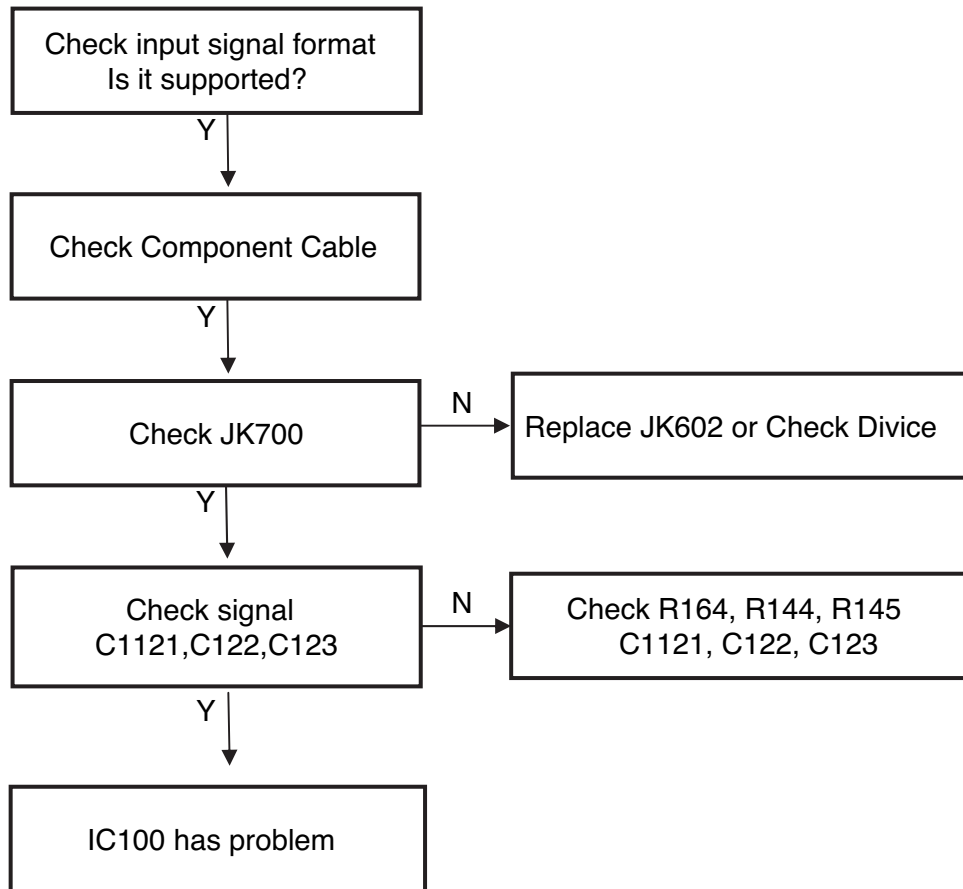 Check input signal format
Is it supported?
Y
Check Component Cable
Y
Check JK700
N
Replace JK602 or Check Divice
Y
Check signal
C1121,C122,C123
N
Check R164, R144, R145
C1121, C122, C123
Y
IC100 has problem